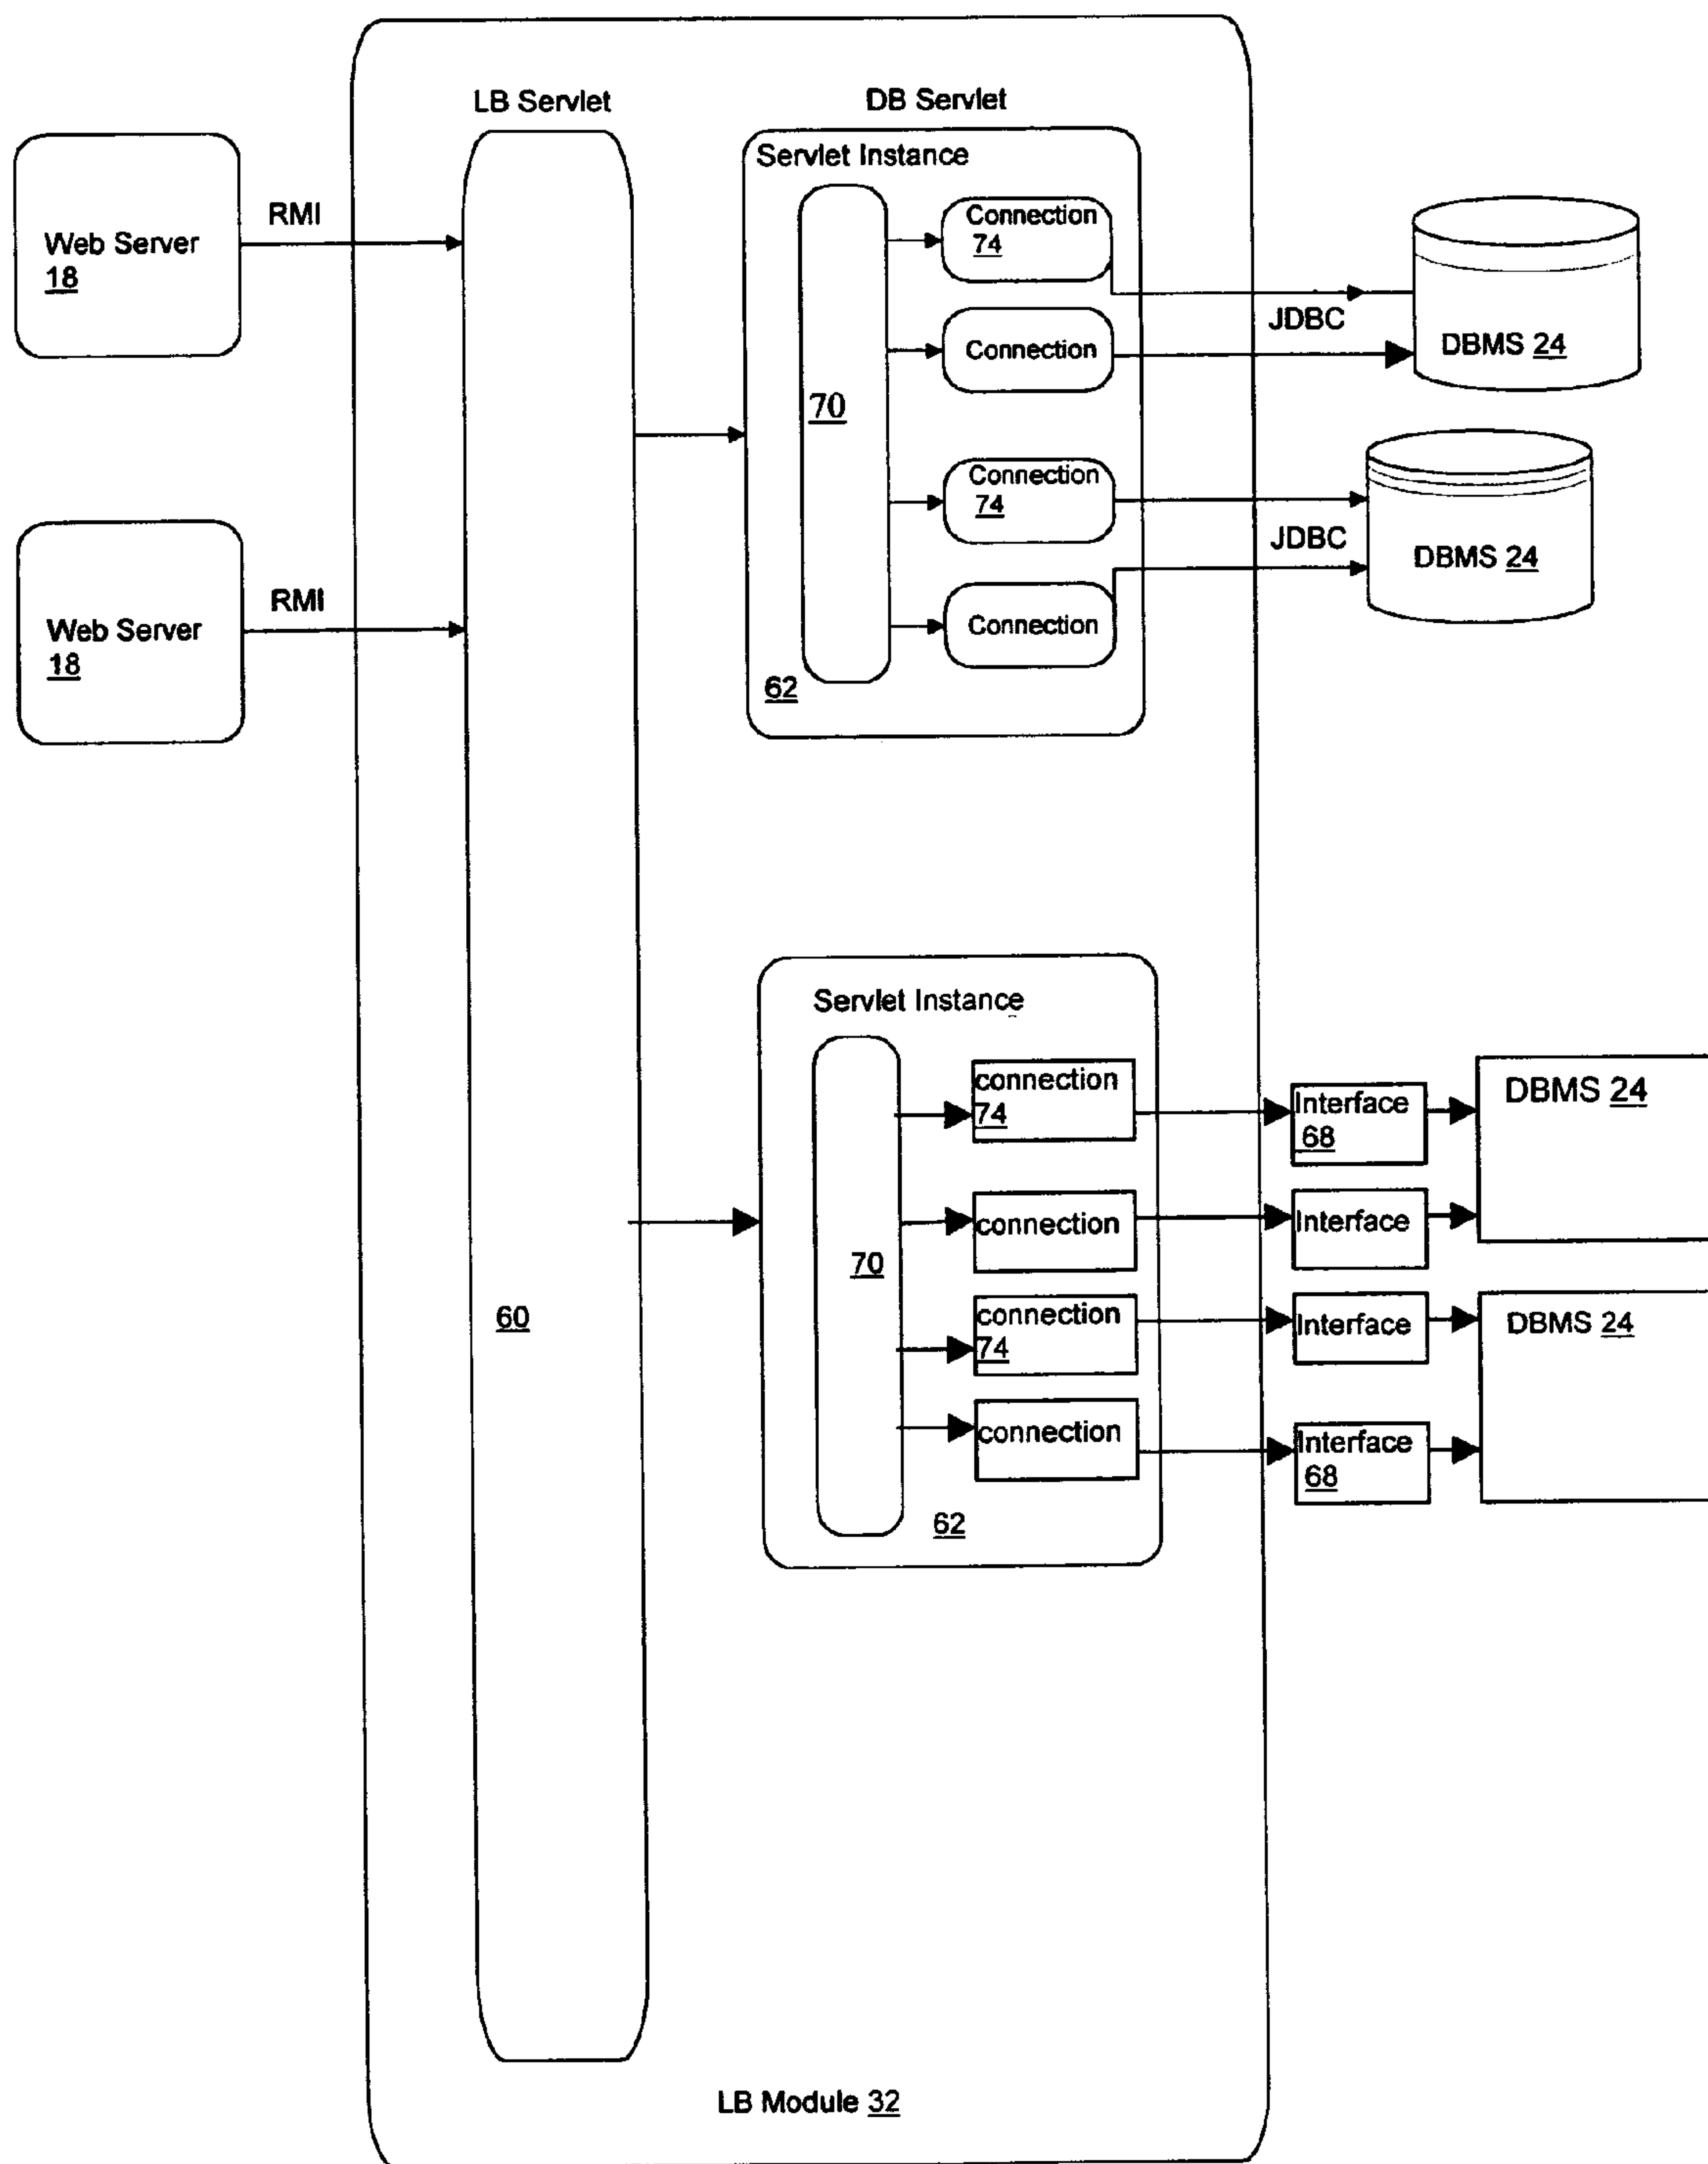 LB Servlet
DB Servlet
Servlet Instance
Web Server
18
RMI
Connection
74
JDBC
DBMS 24
Connection
70
Connection
74
JDBC
DBMS 24
Connection
Web Server
18
RMI
62
Servlet Instance
connection
74
Interface
68
DBMS 24
connection
Interface
70
60
connection
74
Interface
DBMS 24
connection
Interface
68
62
LB Module 32